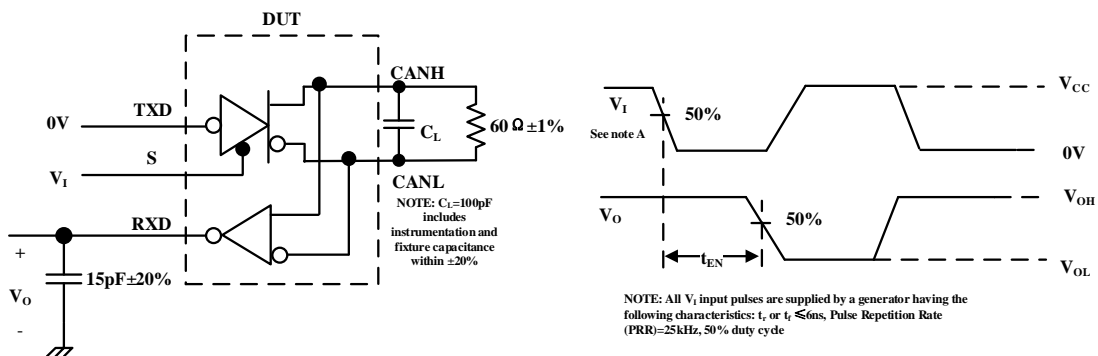 DUT
TXD
0V
S
V_I
RXD
+
V_O
-
15pF±20%
CANH
C_L
60Ω±1%
CANL
NOTE: C_L=100pF
includes
instrumentation and
fixture capacitance
within ±20%
V_I
See note A
50%
V_CC
0V
V_O
50%
V_OH
t_EN
V_OL
NOTE: All V_I input pulses are supplied by a generator having the
following characteristics: t_r or t_f ≤6ns, Pulse Repetition Rate
(PRR)=25kHz, 50% duty cycle